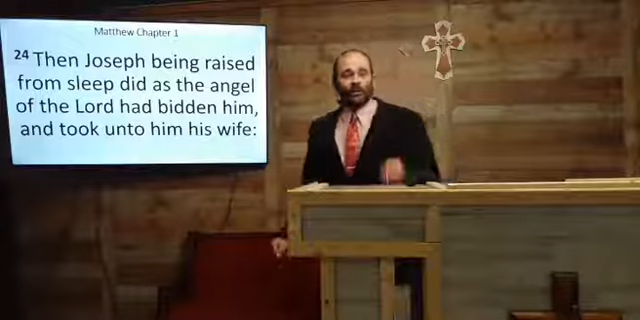 Matthew Chapter 1
24 Then Joseph being raised
from sleep did as the angel
of the Lord had bidden him,
and took unto him his wife: